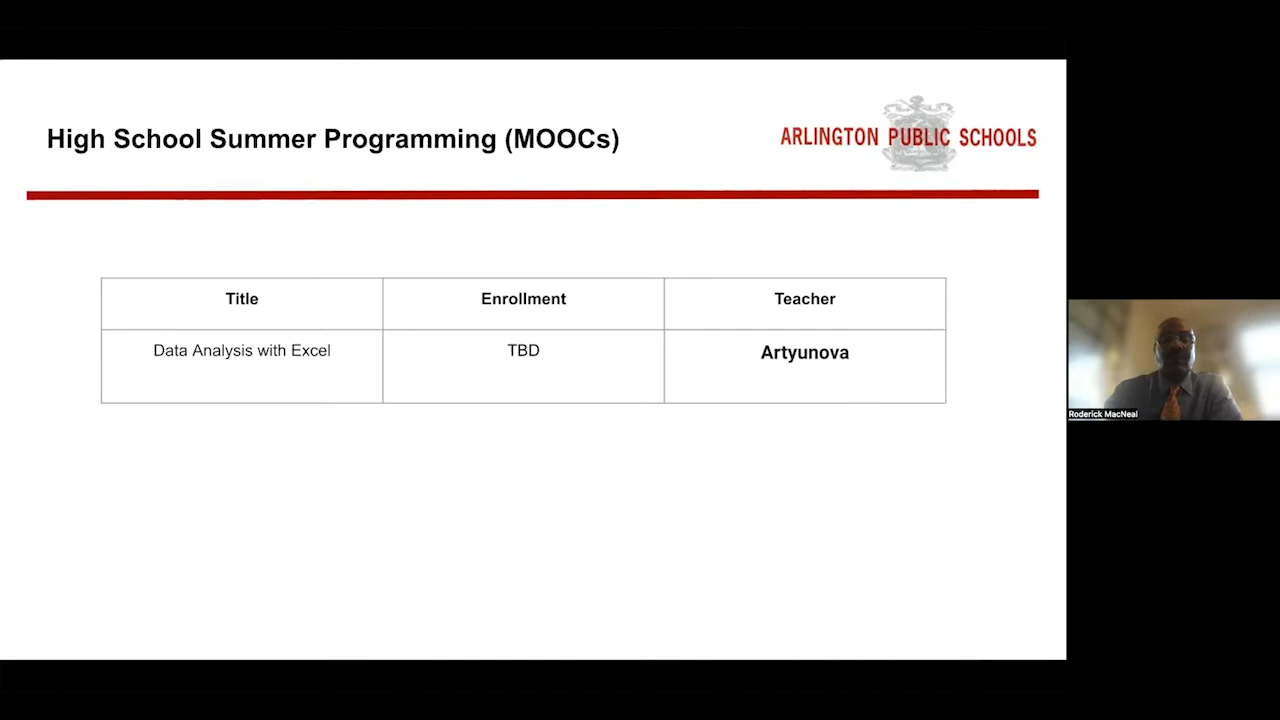 High School Summer Programming (MOOCs)
ARLINGTON PUBLIC SCHOOLS
Title Enrollment Teacher
Data Analysis with Excel TBD Artyunova
Roderick MacNeal